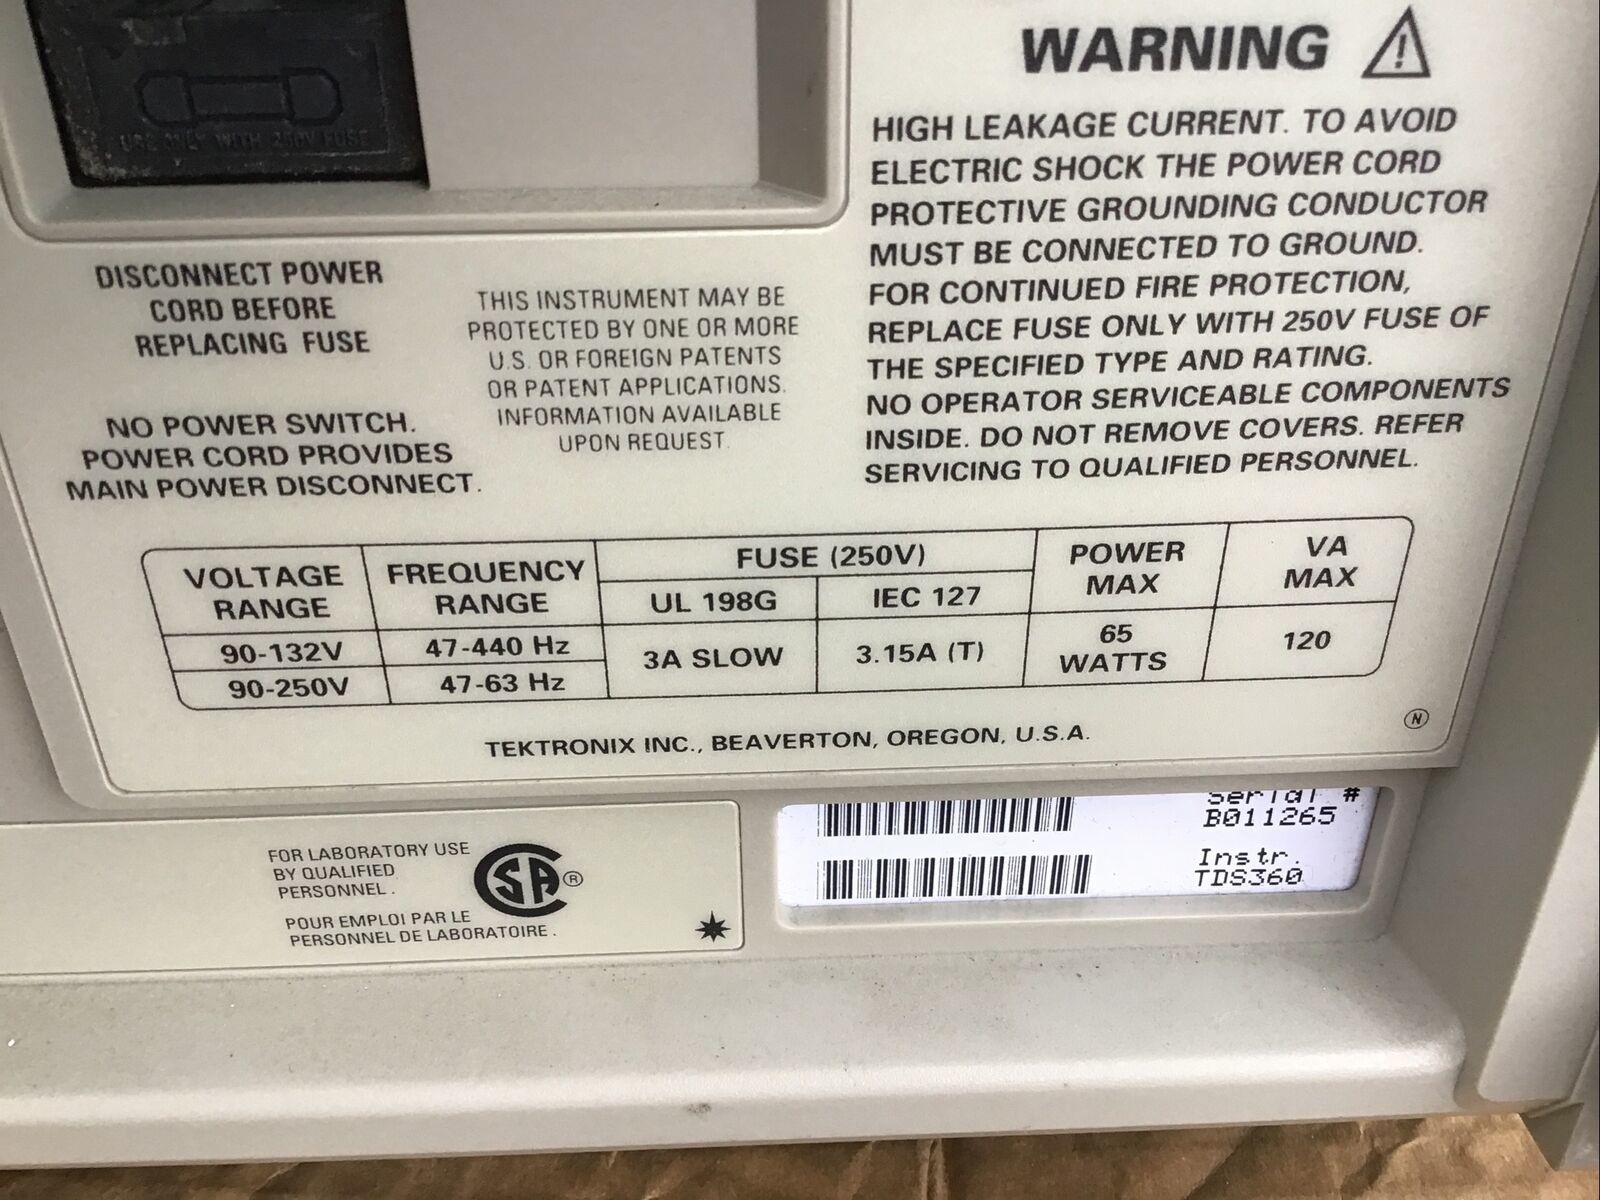 USE ONLY WITH 250V FUSE
DISCONNECT POWER
CORD BEFORE
REPLACING FUSE
NO POWER SWITCH.
POWER CORD PROVIDES
MAIN POWER DISCONNECT.
THIS INSTRUMENT MAY BE
PROTECTED BY ONE OR MORE
U.S. OR FOREIGN PATENTS
OR PATENT APPLICATIONS.
INFORMATION AVAILABLE
UPON REQUEST.
WARNING
HIGH LEAKAGE CURRENT. TO AVOID
ELECTRIC SHOCK THE POWER CORD
PROTECTIVE GROUNDING CONDUCTOR
MUST BE CONNECTED TO GROUND.
FOR CONTINUED FIRE PROTECTION,
REPLACE FUSE ONLY WITH 250V FUSE OF
THE SPECIFIED TYPE AND RATING.
NO OPERATOR SERVICEABLE COMPONENTS
INSIDE. DO NOT REMOVE COVERS. REFER
SERVICING TO QUALIFIED PERSONNEL.
VOLTAGE RANGE FREQUENCY RANGE FUSE (250V) POWER MAX VA MAX
UL 198G IEC 127
90-132V 47-440 Hz 3A SLOW 3.15A (T) 65 WATTS 120
90-250V 47-63 Hz
N
TEKTRONIX INC., BEAVERTON, OREGON, U.S.A.
FOR LABORATORY USE
BY QUALIFIED
PERSONNEL.
POUR EMPLOI PAR LE
PERSONNEL DE LABORATOIRE.
SA ®
Serial #
B011265
Instr.
TDS360